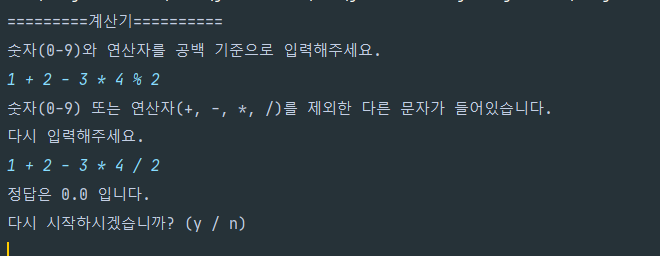 =========계산기==========
숫자(0-9)와 연산자를 공백 기준으로 입력해주세요.
1 + 2 - 3 * 4 % 2
숫자(0-9) 또는 연산자(+, -, *, /)를 제외한 다른 문자가 들어있습니다.
다시 입력해주세요.
1 + 2 - 3 * 4 / 2
정답은 0.0 입니다.
다시 시작하시겠습니까? (y / n)